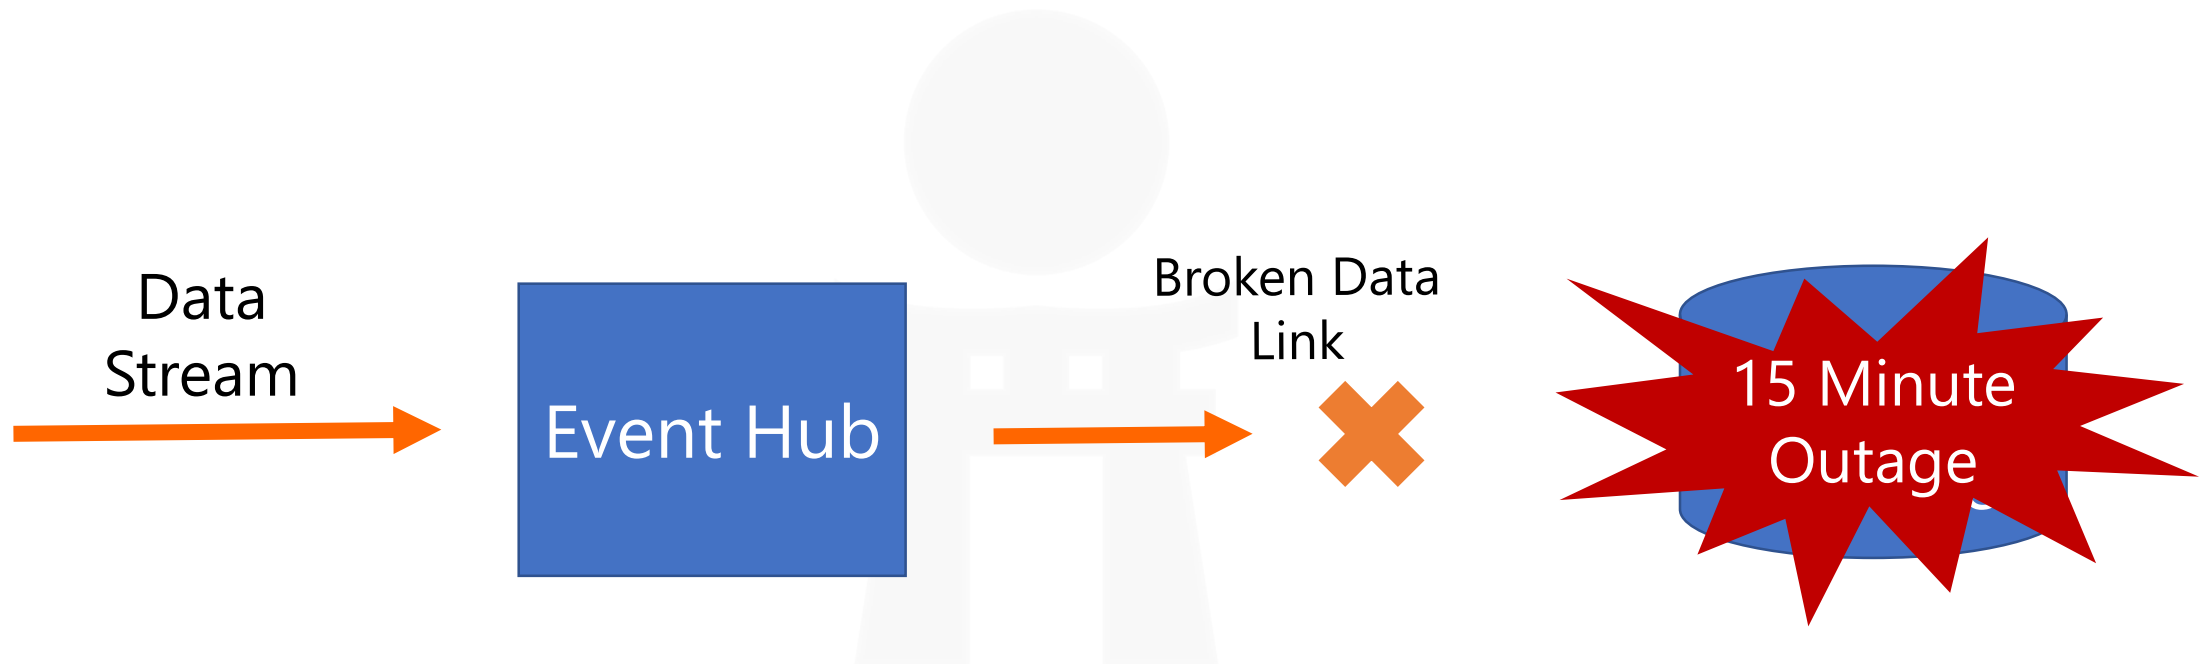 Data
Stream
Event Hub
Broken Data
Link
15 Minute
Outage